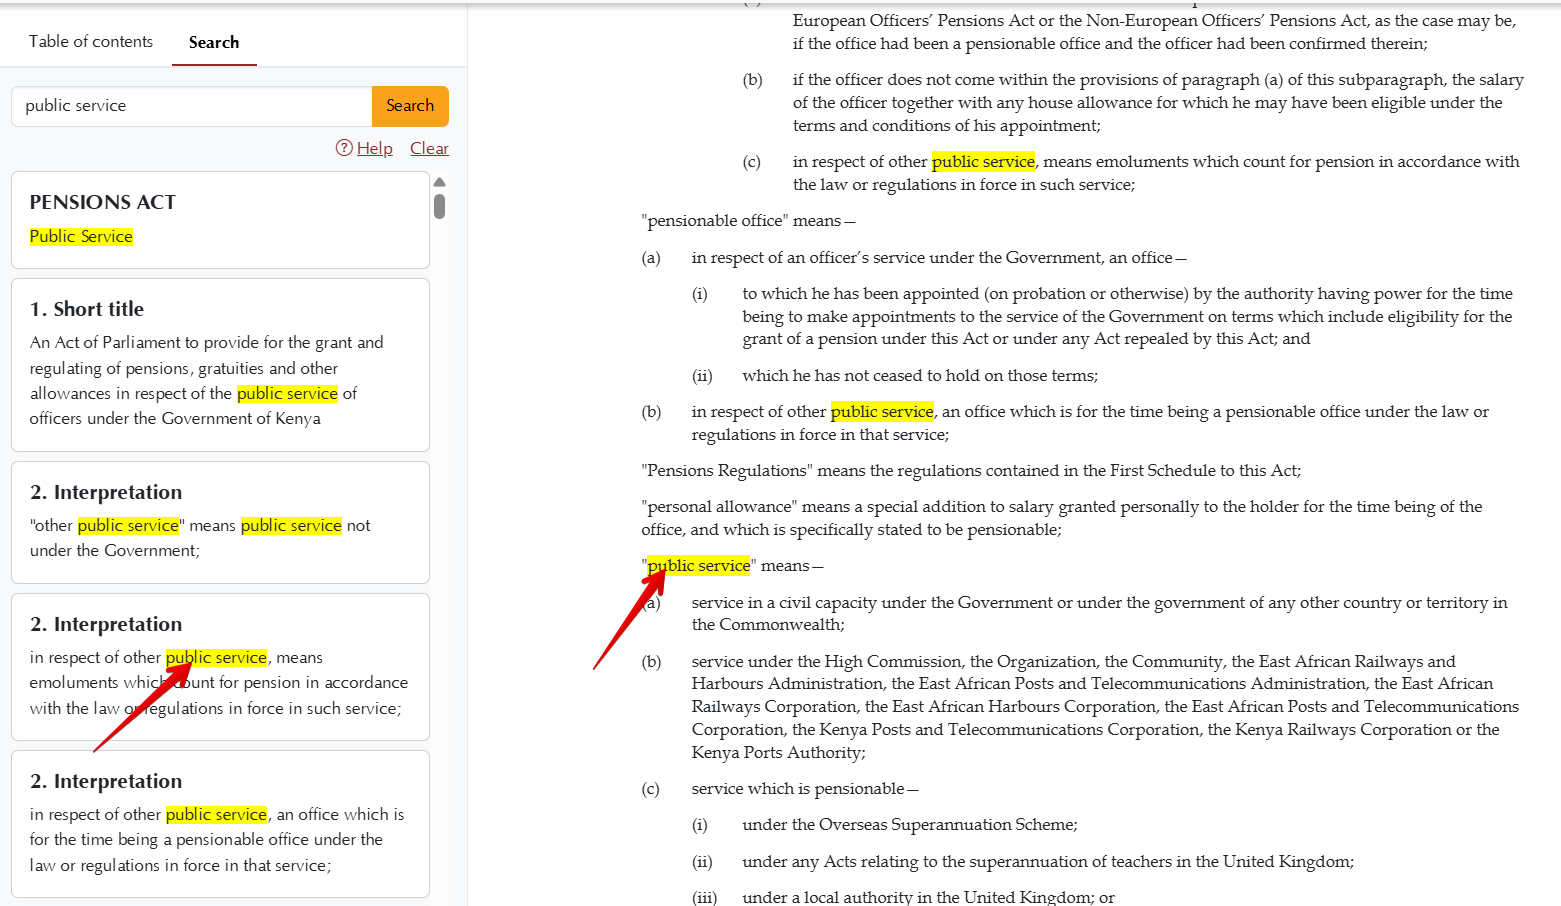 Table of contents
Search
public service
Search
Help
Clear
PENSIONS ACT
Public Service
1. Short title
An Act of Parliament to provide for the grant and
regulating of pensions, gratuities and other
allowances in respect of the public service of
officers under the Government of Kenya
2. Interpretation
"other public service" means public service not
under the Government;
2. Interpretation
in respect of other public service, means
emoluments which count for pension in accordance
with the law or regulations in force in such service;
2. Interpretation
in respect of other public service, an office which is
for the time being a pensionable office under the
law or regulations in force in that service;
European Officers’ Pensions Act or the Non-European Officers’ Pensions Act, as the case may be,
if the office had been a pensionable office and the officer had been confirmed therein;
(b) if the officer does not come within the provisions of paragraph (a) of this subparagraph, the salary
of the officer together with any house allowance for which he may have been eligible under the
terms and conditions of his appointment;
(c) in respect of other public service, means emoluments which count for pension in accordance with
the law or regulations in force in such service;
"pensionable office" means—
(a) in respect of an officer’s service under the Government, an office—
(i) to which he has been appointed (on probation or otherwise) by the authority having power for the time
being to make appointments to the service of the Government on terms which include eligibility for the
grant of a pension under this Act or under any Act repealed by this Act; and
(ii) which he has not ceased to hold on those terms;
(b) in respect of other public service, an office which is for the time being a pensionable office under the law or
regulations in force in that service;
"Pensions Regulations" means the regulations contained in the First Schedule to this Act;
"personal allowance" means a special addition to salary granted personally to the holder for the time being of the
office, and which is specifically stated to be pensionable;
"public service" means—
(a) service in a civil capacity under the Government or under the government of any other country or territory in
the Commonwealth;
(b) service under the High Commission, the Organization, the Community, the East African Railways and
Harbours Administration, the East African Posts and Telecommunications Administration, the East African
Railways Corporation, the East African Harbours Corporation, the East African Posts and Telecommunications
Corporation, the Kenya Posts and Telecommunications Corporation, the Kenya Railways Corporation or the
Kenya Ports Authority;
(c) service which is pensionable—
(i) under the Overseas Superannuation Scheme;
(ii) under any Acts relating to the superannuation of teachers in the United Kingdom;
(iii) under a local authority in the United Kingdom; or